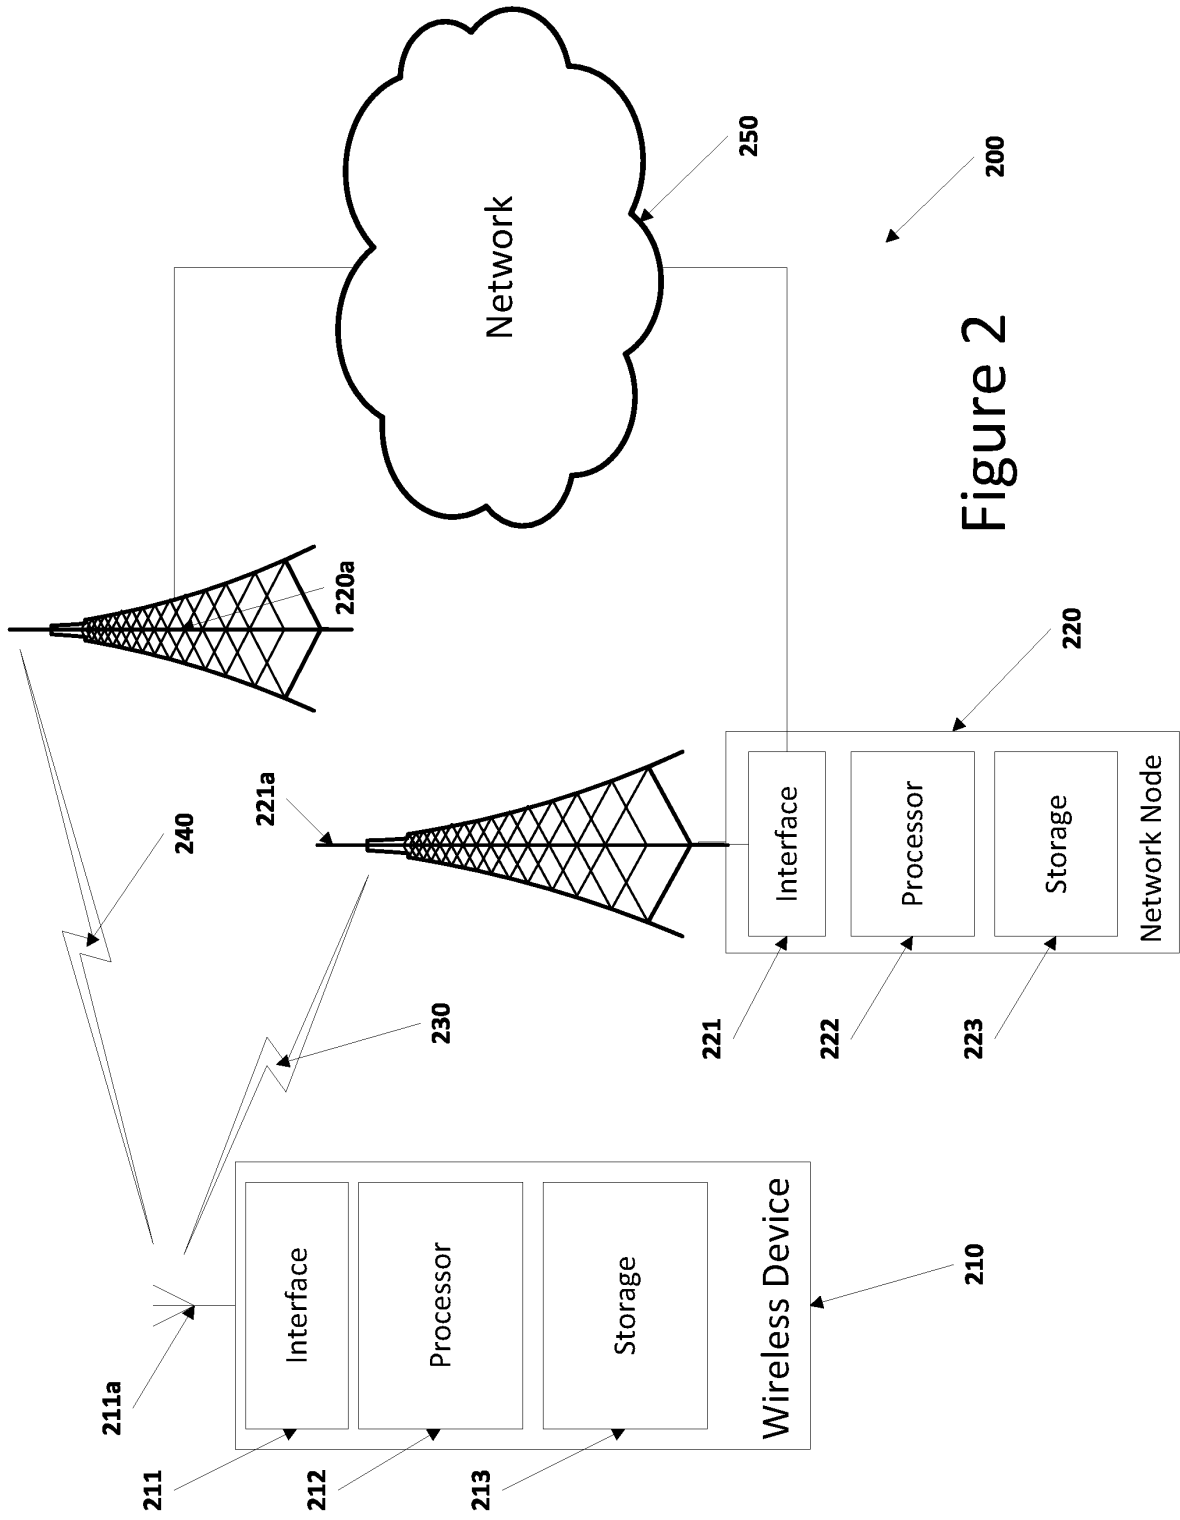 240
220a
Network
250
200
221a
230
211a
211
Interface
212
Processor
213
Storage
Wireless Device
210
221
Interface
222
Processor
223
Storage
Network Node
220
Figure 2